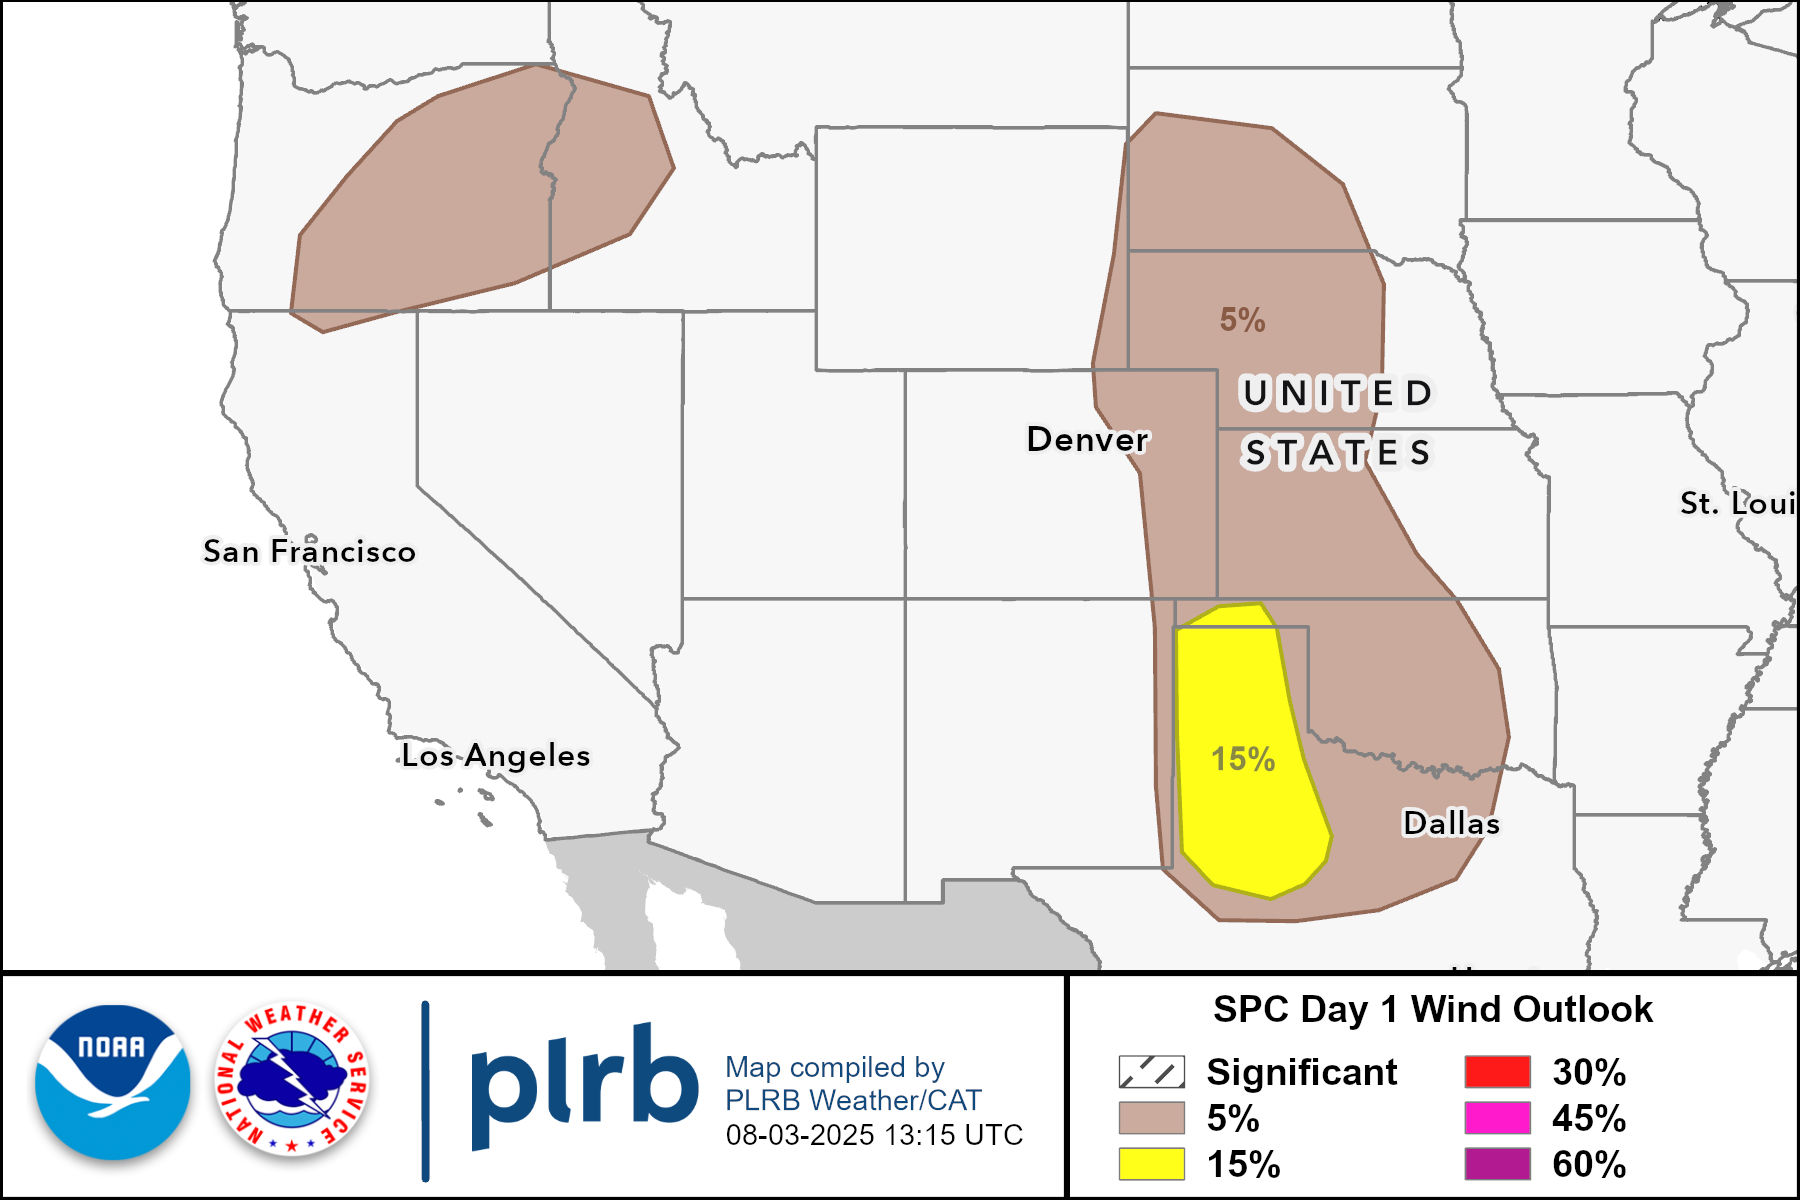 5%
UNITED
STATES
Denver
St. Loui
San Francisco
15%
Los Angeles
Dallas
NOAA
NATIONAL WEATHER SERVICE
plrb
Map compiled by
PLRB Weather/CAT
08-03-2025 13:15 UTC
SPC Day 1 Wind Outlook
Significant
5%
15%
30%
45%
60%